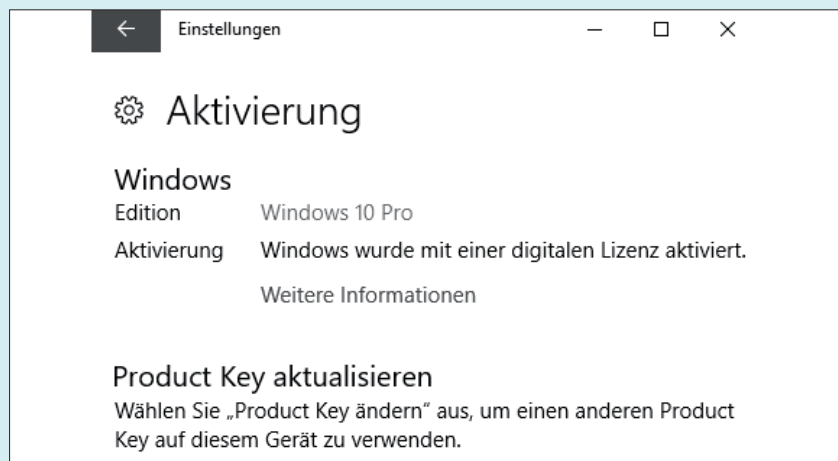 Einstellungen
Aktivierung
Windows
Edition Windows 10 Pro
Aktivierung Windows wurde mit einer digitalen Lizenz aktiviert.
Weitere Informationen
Product Key aktualisieren
Wählen Sie „Product Key ändern“ aus, um einen anderen Product
Key auf diesem Gerät zu verwenden.